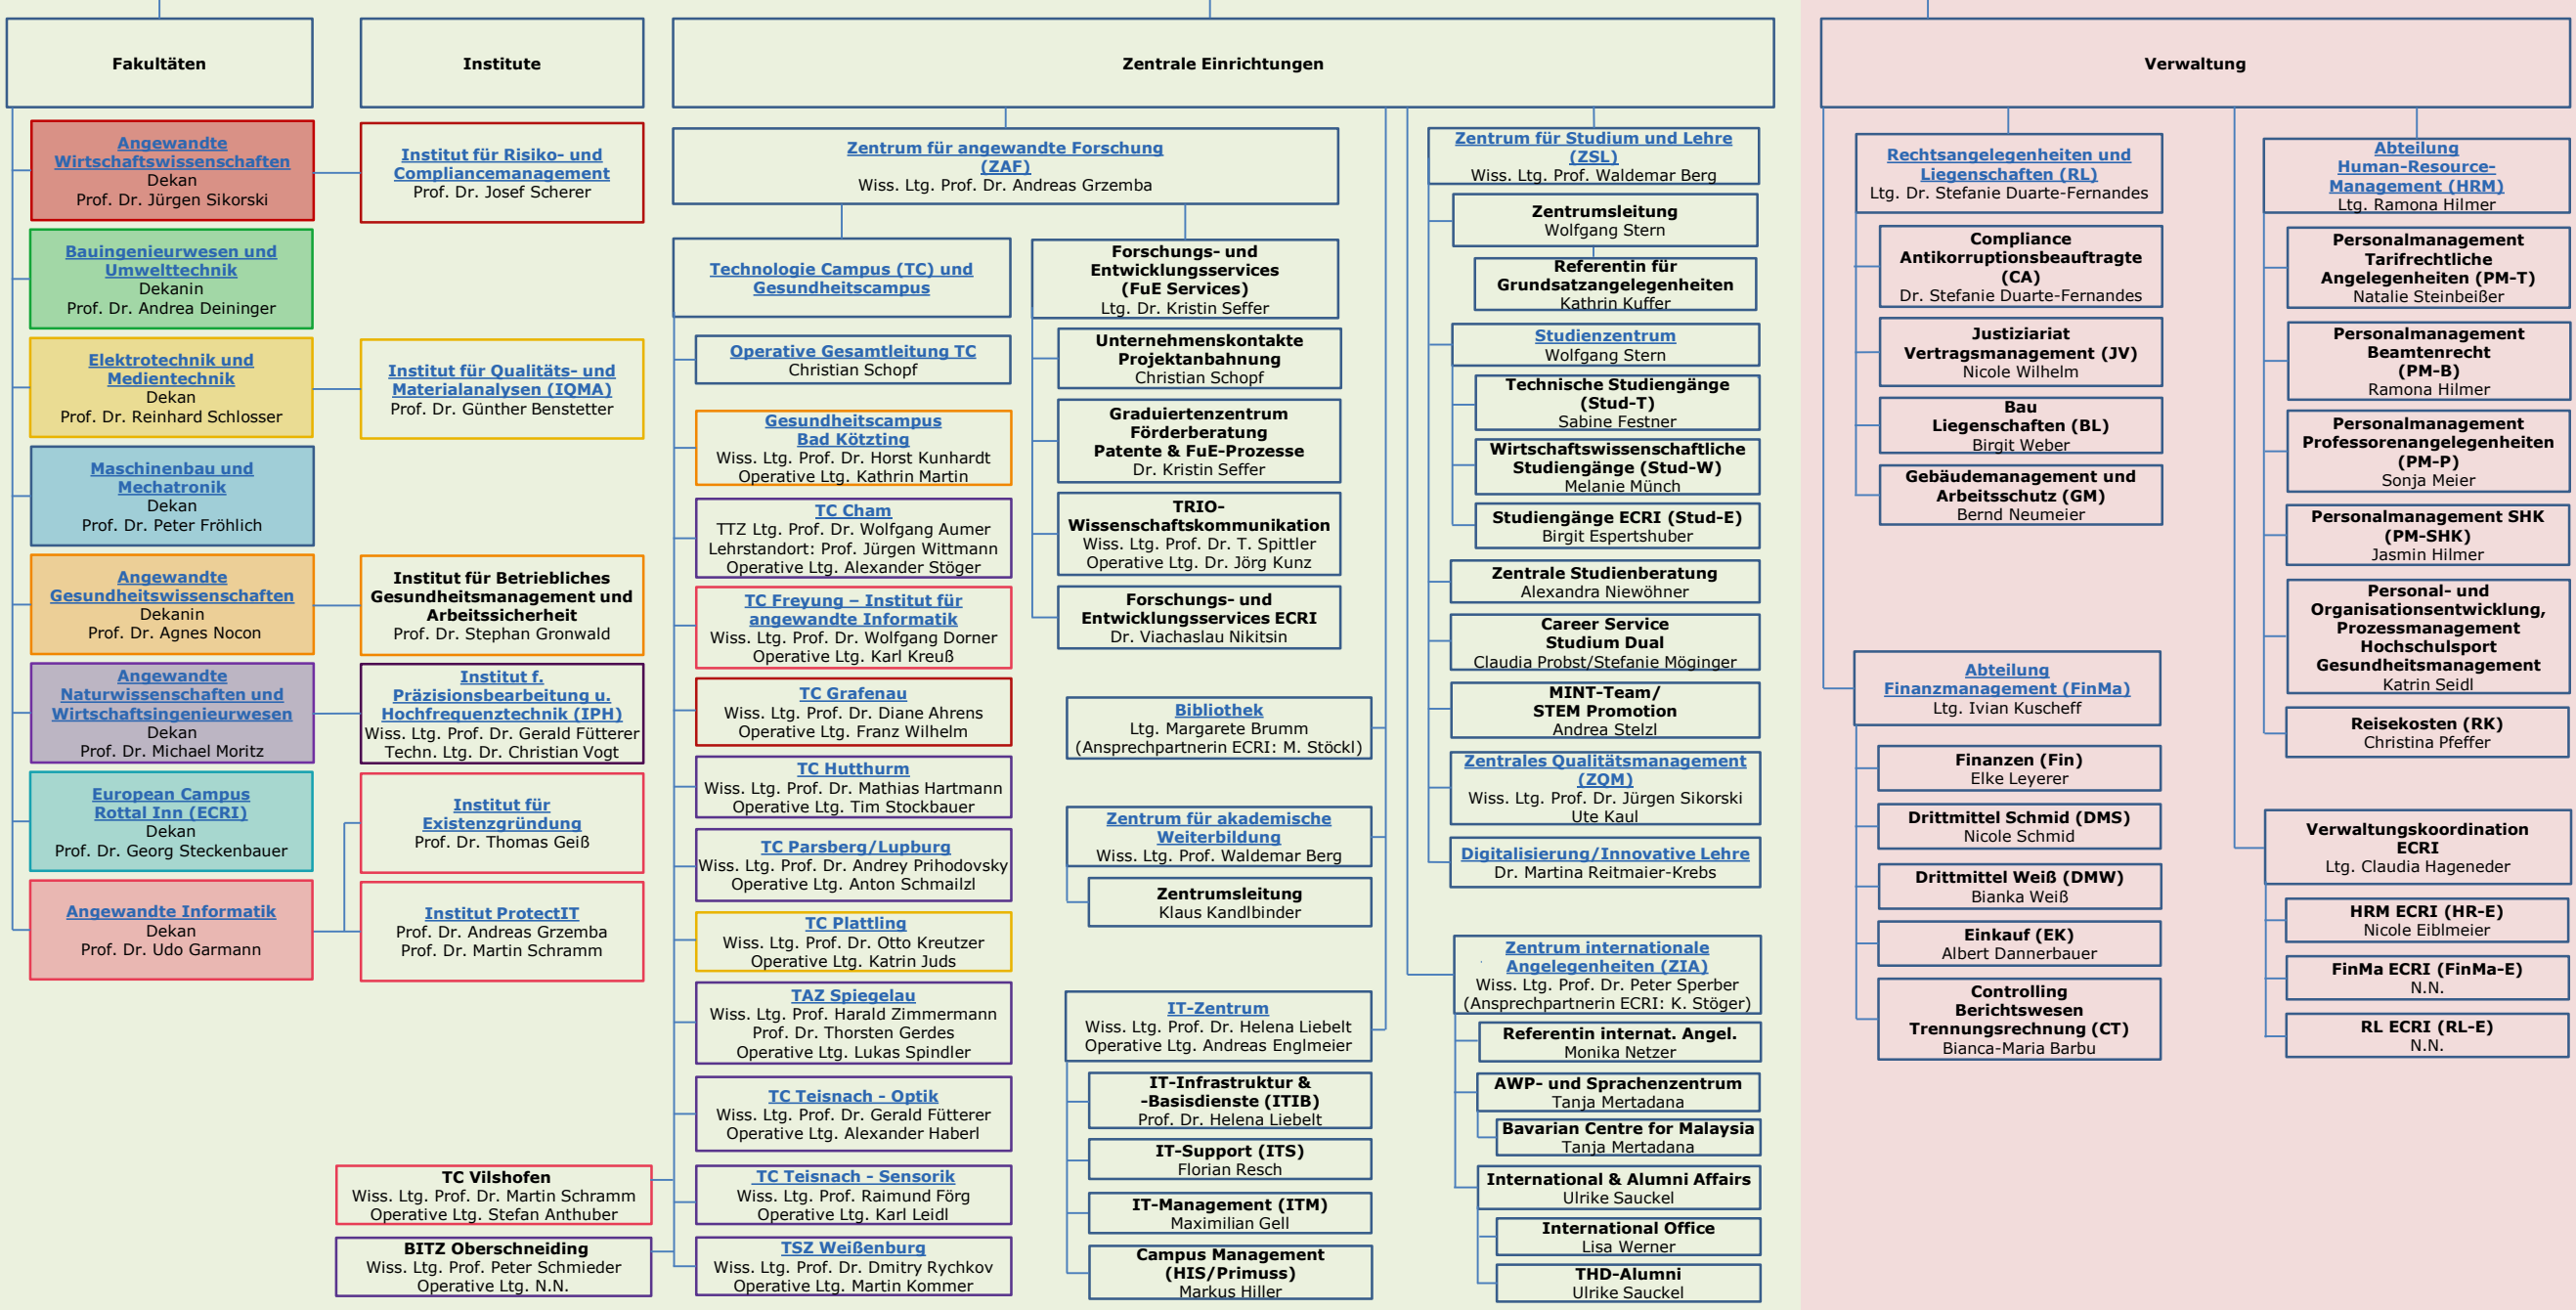 Fakultäten
Angewandte
Wirtschaftswissenschaften
Dekan
Prof. Dr. Jürgen Sikorski
Bauingenieurwesen und
Umwelttechnik
Dekanin
Prof. Dr. Andrea Deininger
Elektrotechnik und
Medientechnik
Dekan
Prof. Dr. Reinhard Schlosser
Maschinenbau und
Mechatronik
Dekan
Prof. Dr. Peter Fröhlich
Angewandte
Gesundheitswissenschaften
Dekanin
Prof. Dr. Agnes Nocon
Angewandte
Naturwissenschaften und
Wirtschaftsingenieurwesen
Dekan
Prof. Dr. Michael Moritz
European Campus
Rottal Inn (ECRI)
Dekan
Prof. Dr. Georg Steckenbauer
Angewandte Informatik
Dekan
Prof. Dr. Udo Garmann
Institute
Institut für Risiko- und
Compliancemanagement
Prof. Dr. Josef Scherer
Institut für Qualitäts- und
Materialanalysen (IQMA)
Prof. Dr. Günther Benstetter
Institut für Betriebliches
Gesundheitsmanagement und
Arbeitssicherheit
Prof. Dr. Stephan Gronwald
Institut f.
Präzisionsbearbeitung u.
Hochfrequenztechnik (IPH)
Wiss. Ltg. Prof. Dr. Gerald Fütterer
Techn. Ltg. Dr. Christian Vogt
Institut für
Existenzgründung
Prof. Dr. Thomas Geiß
Institut ProtectIT
Prof. Dr. Andreas Grzemba
Prof. Dr. Martin Schramm
Zentrale Einrichtungen
Zentrum für angewandte Forschung
(ZAF)
Wiss. Ltg. Prof. Dr. Andreas Grzemba
Technologie Campus (TC) und
Gesundheitscampus
Operative Gesamtleitung TC
Christian Schopf
Gesundheitscampus
Bad Kötzting
Wiss. Ltg. Prof. Dr. Horst Kunhardt
Operative Ltg. Kathrin Martin
TC Cham
TTZ Ltg. Prof. Dr. Wolfgang Aumer
Lehrstandort: Prof. Jürgen Wittmann
Operative Ltg. Alexander Stöger
TC Freyung – Institut für
angewandte Informatik
Wiss. Ltg. Prof. Dr. Wolfgang Dorner
Operative Ltg. Karl Kreuß
TC Grafenau
Wiss. Ltg. Prof. Dr. Diane Ahrens
Operative Ltg. Franz Wilhelm
TC Hutthurm
Wiss. Ltg. Prof. Dr. Mathias Hartmann
Operative Ltg. Tim Stockbauer
TC Parsberg/Lupburg
Wiss. Ltg. Prof. Dr. Andrey Prihodovsky
Operative Ltg. Anton Schmailzl
TC Plattling
Wiss. Ltg. Prof. Dr. Otto Kreutzer
Operative Ltg. Katrin Juds
TAZ Spiegelau
Wiss. Ltg. Prof. Harald Zimmermann
Prof. Dr. Thorsten Gerdes
Operative Ltg. Lukas Spindler
TC Teisnach - Optik
Wiss. Ltg. Prof. Dr. Gerald Fütterer
Operative Ltg. Alexander Haberl
TC Teisnach - Sensorik
Wiss. Ltg. Prof. Raimund Förg
Operative Ltg. Karl Leidl
TSZ Weißenburg
Wiss. Ltg. Prof. Dr. Dmitry Rychkov
Operative Ltg. Martin Kommer
TC Vilshofen
Wiss. Ltg. Prof. Dr. Martin Schramm
Operative Ltg. Stefan Anthuber
BITZ Oberschneiding
Wiss. Ltg. Prof. Peter Schmieder
Operative Ltg. N.N.
Forschungs- und
Entwicklungsservices
(FuE Services)
Ltg. Dr. Kristin Seffer
Unternehmenskontakte
Projektanbahnung
Christian Schopf
Graduiertenzentrum
Förderberatung
Patente & FuE-Prozesse
Dr. Kristin Seffer
TRIO-
Wissenschaftskommunikation
Wiss. Ltg. Prof. Dr. T. Spittler
Operative Ltg. Dr. Jörg Kunz
Forschungs- und
Entwicklungsservices ECRI
Dr. Viachaslau Nikitsin
Bibliothek
Ltg. Margarete Brumm
(Ansprechpartnerin ECRI: M. Stöckl)
Zentrum für akademische
Weiterbildung
Wiss. Ltg. Prof. Waldemar Berg
Zentrumsleitung
Klaus Kandlbinder
IT-Zentrum
Wiss. Ltg. Prof. Dr. Helena Liebelt
Operative Ltg. Andreas Englmeier
IT-Infrastruktur &
-Basisdienste (ITIB)
Prof. Dr. Helena Liebelt
IT-Support (ITS)
Florian Resch
IT-Management (ITM)
Maximilian Gell
Campus Management
(HIS/Primuss)
Markus Hiller
Zentrum für Studium und Lehre
(ZSL)
Wiss. Ltg. Prof. Waldemar Berg
Zentrumsleitung
Wolfgang Stern
Referentin für
Grundsatzangelegenheiten
Kathrin Kuffer
Studienzentrum
Wolfgang Stern
Technische Studiengänge
(Stud-T)
Sabine Festner
Wirtschaftswissenschaftliche
Studiengänge (Stud-W)
Melanie Münch
Studiengänge ECRI (Stud-E)
Birgit Espertshuber
Zentrale Studienberatung
Alexandra Niewöhner
Career Service
Studium Dual
Claudia Probst/Stefanie Möginger
MINT-Team/
STEM Promotion
Andrea Stelzl
Zentrales Qualitätsmanagement
(ZQM)
Wiss. Ltg. Prof. Dr. Jürgen Sikorski
Ute Kaul
Digitalisierung/Innovative Lehre
Dr. Martina Reitmaier-Krebs
Zentrum internationale
Angelegenheiten (ZIA)
Wiss. Ltg. Prof. Dr. Peter Sperber
(Ansprechpartnerin ECRI: K. Stöger)
Referentin internat. Angel.
Monika Netzer
AWP- und Sprachenzentrum
Tanja Mertadana
Bavarian Centre for Malaysia
Tanja Mertadana
International & Alumni Affairs
Ulrike Sauckel
International Office
Lisa Werner
THD-Alumni
Ulrike Sauckel
Verwaltung
Rechtsangelegenheiten und
Liegenschaften (RL)
Ltg. Dr. Stefanie Duarte-Fernandes
Compliance
Antikorruptionsbeauftragte
(CA)
Dr. Stefanie Duarte-Fernandes
Justiziariat
Vertragsmanagement (JV)
Nicole Wilhelm
Bau
Liegenschaften (BL)
Birgit Weber
Gebäudemanagement und
Arbeitsschutz (GM)
Bernd Neumeier
Abteilung
Finanzmanagement (FinMa)
Ltg. Ivian Kuscheff
Finanzen (Fin)
Elke Leyerer
Drittmittel Schmid (DMS)
Nicole Schmid
Drittmittel Weiß (DMW)
Bianka Weiß
Einkauf (EK)
Albert Dannerbauer
Controlling
Berichtswesen
Trennungsrechnung (CT)
Bianca-Maria Barbu
Abteilung
Human-Resource-
Management (HRM)
Ltg. Ramona Hilmer
Personalmanagement
Tarifrechtliche
Angelegenheiten (PM-T)
Natalie Steinbeißer
Personalmanagement
Beamtenrecht
(PM-B)
Ramona Hilmer
Personalmanagement
Professorenangelegenheiten
(PM-P)
Sonja Meier
Personalmanagement SHK
(PM-SHK)
Jasmin Hilmer
Personal- und
Organisationsentwicklung,
Prozessmanagement
Hochschulsport
Gesundheitsmanagement
Katrin Seidl
Reisekosten (RK)
Christina Pfeffer
Verwaltungskoordination
ECRI
Ltg. Claudia Hageneder
HRM ECRI (HR-E)
Nicole Eiblmeier
FinMa ECRI (FinMa-E)
N.N.
RL ECRI (RL-E)
N.N.